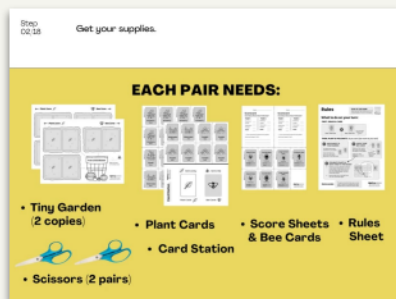 Step
02/18
Get your supplies.
EACH PAIR NEEDS:
• Tiny Garden
(2 copies)
• Plant Cards
• Card Station
• Score Sheets
& Bee Cards
• Rules
Sheet
• Scissors (2 pairs)
Rules